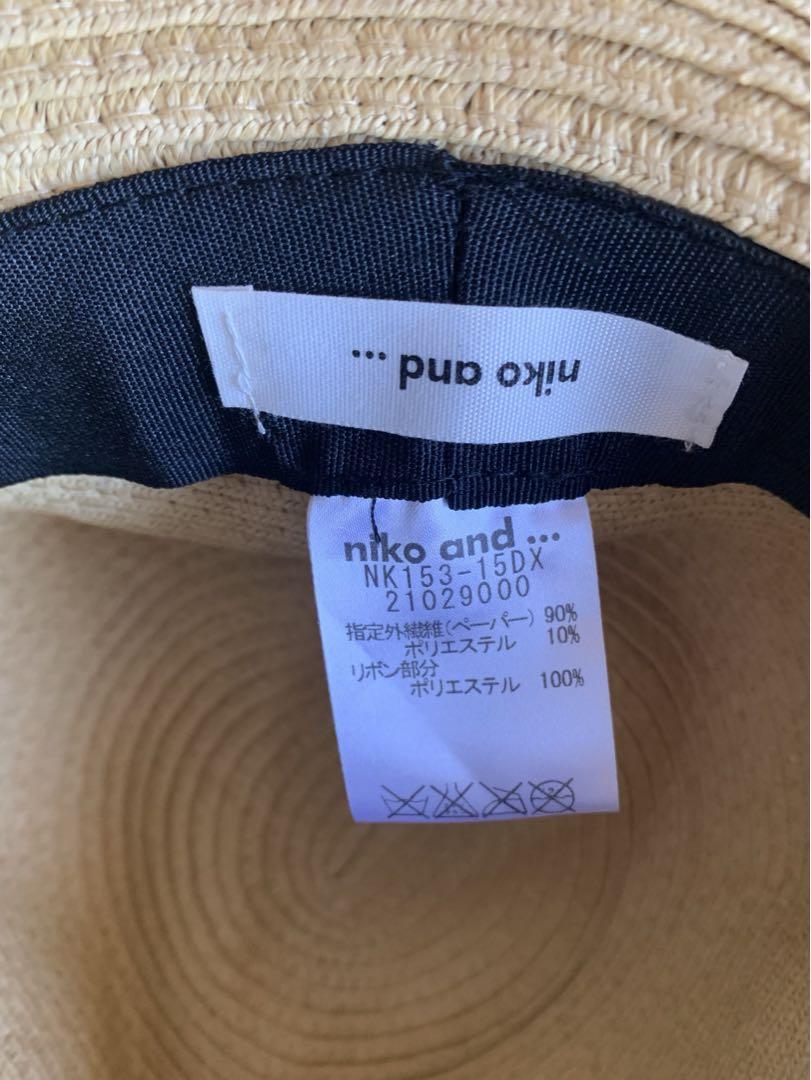 niko and ...
niko and ...
NK153-15DX
21029000
指定外繊維(ペーパー) 90%
ポリエステル 10%
リボン部分
ポリエステル 100%